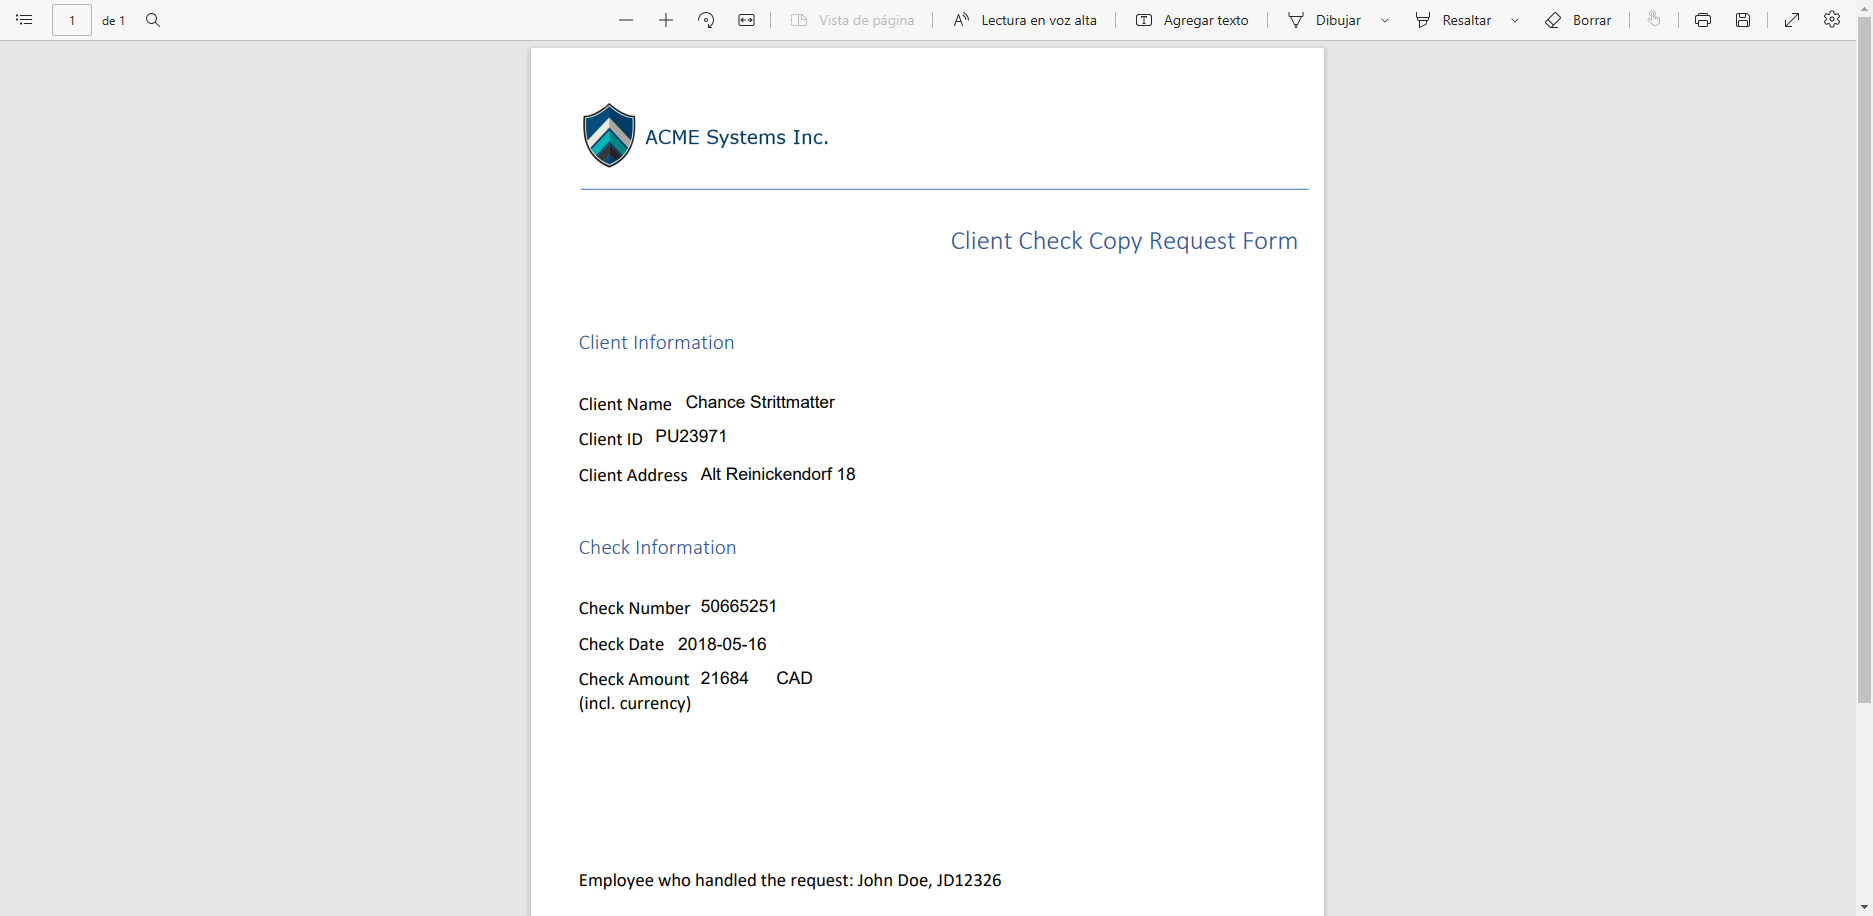 1 de 1 Vista de página Lectura en voz alta Agregar texto Dibujar Resaltar Borrar
ACME Systems Inc.
Client Check Copy Request Form
Client Information
Client Name Chance Strittmatter
Client ID PU23971
Client Address Alt Reinickendorf 18
Check Information
Check Number 50665251
Check Date 2018-05-16
Check Amount 21684 CAD
(incl. currency)
Employee who handled the request: John Doe, JD12326